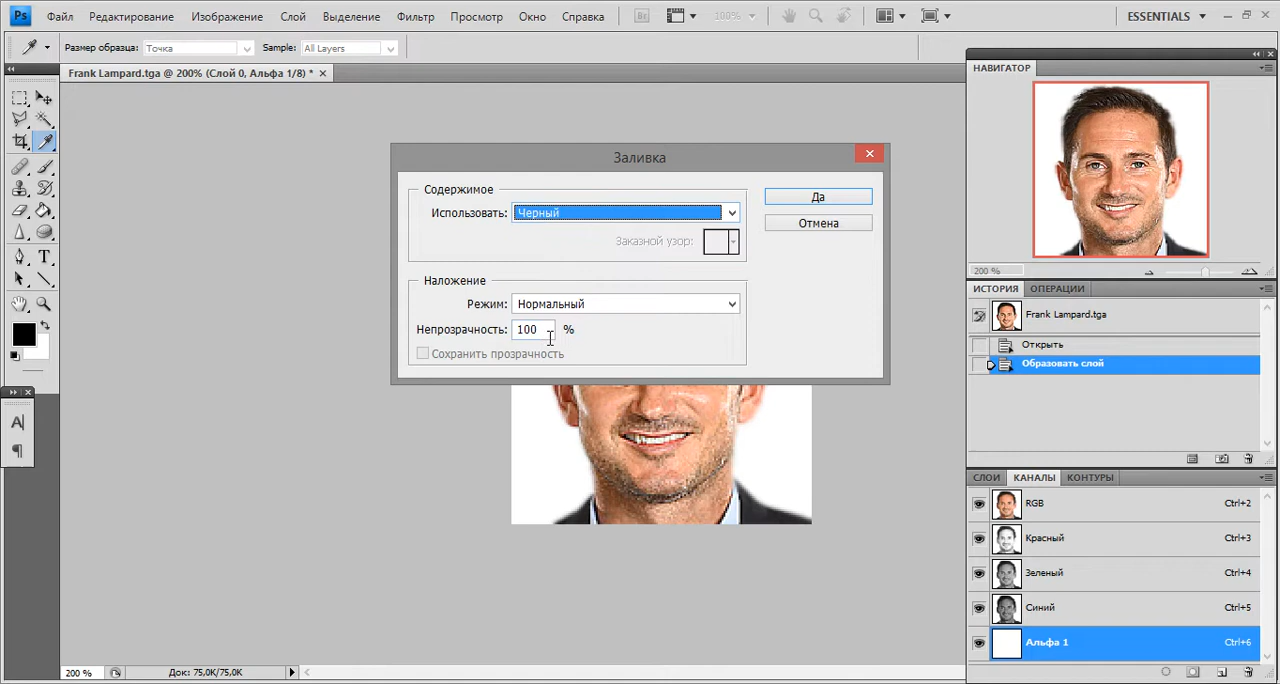 Ps Файл Редактирование Изображение Слой Выделение Фильтр Просмотр Окно Справка Br 100% ESSENTIALS
Размер образца: Точка Sample: All Layers
Frank Lampard.tga @ 200% (Слой 0, Альфа 1/8) *
НАВИГАТОР
Заливка
Содержимое
Использовать: Черный
Заказной узор:
Да
Отмена
Наложение
Режим: Нормальный
Непрозрачность: 100 %
Сохранить прозрачность
200 %
ИСТОРИЯ ОПЕРАЦИИ
Frank Lampard.tga
Открыть
Образовать слой
СЛОИ КАНАЛЫ КОНТУРЫ
RGB Ctrl+2
Красный Ctrl+3
Зеленый Ctrl+4
Синий Ctrl+5
Альфа 1 Ctrl+6
200 % Док: 75,0K/75,0K